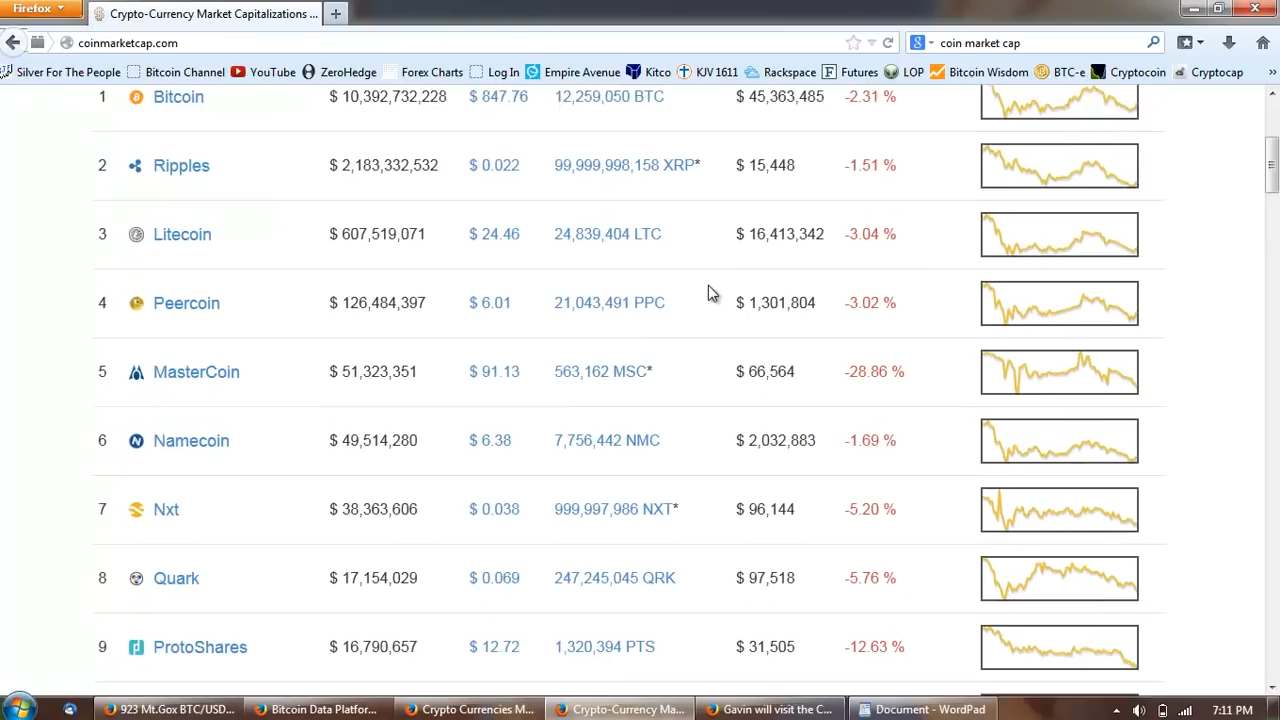 Firefox
Crypto-Currency Market Capitalizations ...
coinmarketcap.com
coin market cap
Silver For The People Bitcoin Channel YouTube ZeroHedge Forex Charts Log In Empire Avenue Kitco KJV 1611 Rackspace Futures LOP Bitcoin Wisdom BTC-e Cryptocoin Cryptocap »
1 Bitcoin $ 10,392,732,228 $ 847.76 12,259,050 BTC $ 45,363,485 -2.31 %
2 Ripples $ 2,183,332,532 $ 0.022 99,999,998,158 XRP* $ 15,448 -1.51 %
3 Litecoin $ 607,519,071 $ 24.46 24,839,404 LTC $ 16,413,342 -3.04 %
4 Peercoin $ 126,484,397 $ 6.01 21,043,491 PPC $ 1,301,804 -3.02 %
5 MasterCoin $ 51,323,351 $ 91.13 563,162 MSC* $ 66,564 -28.86 %
6 Namecoin $ 49,514,280 $ 6.38 7,756,442 NMC $ 2,032,883 -1.69 %
7 Nxt $ 38,363,606 $ 0.038 999,997,986 NXT* $ 96,144 -5.20 %
8 Quark $ 17,154,029 $ 0.069 247,245,045 QRK $ 97,518 -5.76 %
9 ProtoShares $ 16,790,657 $ 12.72 1,320,394 PTS $ 31,505 -12.63 %
923 Mt.Gox BTC/USD... Bitcoin Data Platfor... Crypto Currencies M... Crypto-Currency Ma... Gavin will visit the C... Document - WordPad 7:11 PM